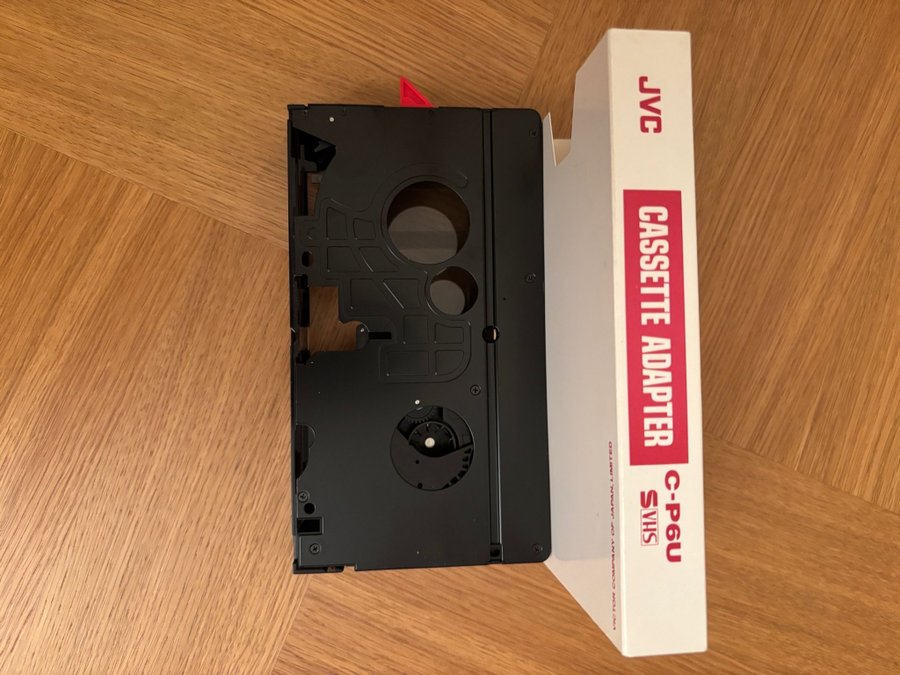 JVC
CASSETTE ADAPTER
C-P6U
S VHS
VICTOR COMPANY OF JAPAN, LIMITED